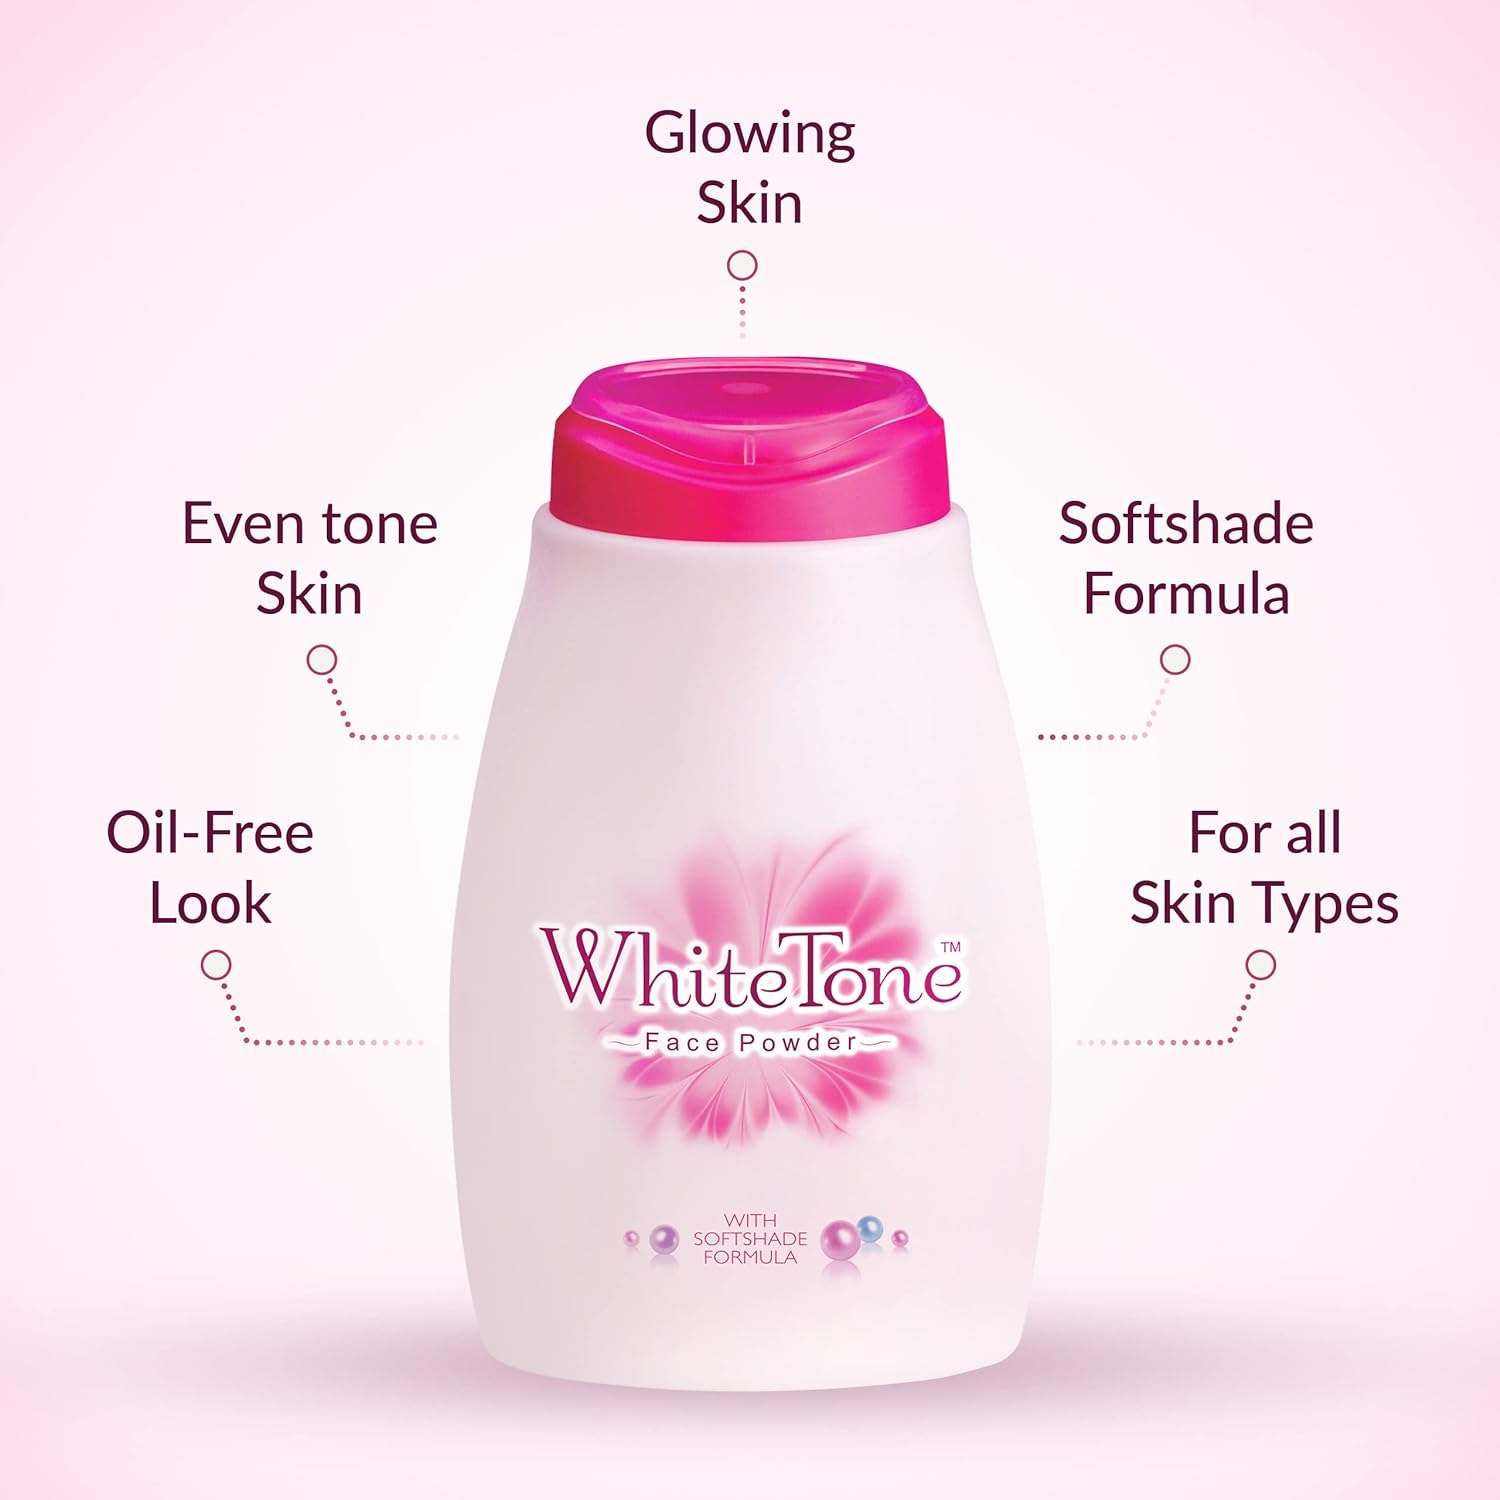 Glowing
Skin
Even tone
Skin
Softshade
Formula
Oil-Free
Look
For all
Skin Types
WhiteTone™
Face Powder
WITH
SOFTSHADE
FORMULA